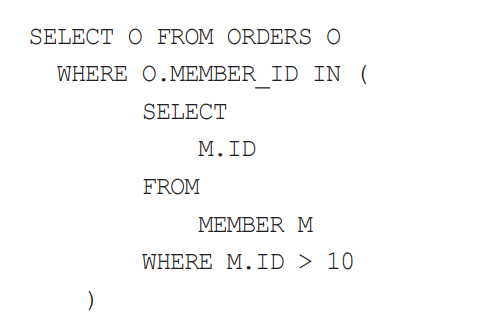 SELECT O FROM ORDERS O
WHERE O.MEMBER_ID IN (
SELECT
M.ID
FROM
MEMBER M
WHERE M.ID > 10
)